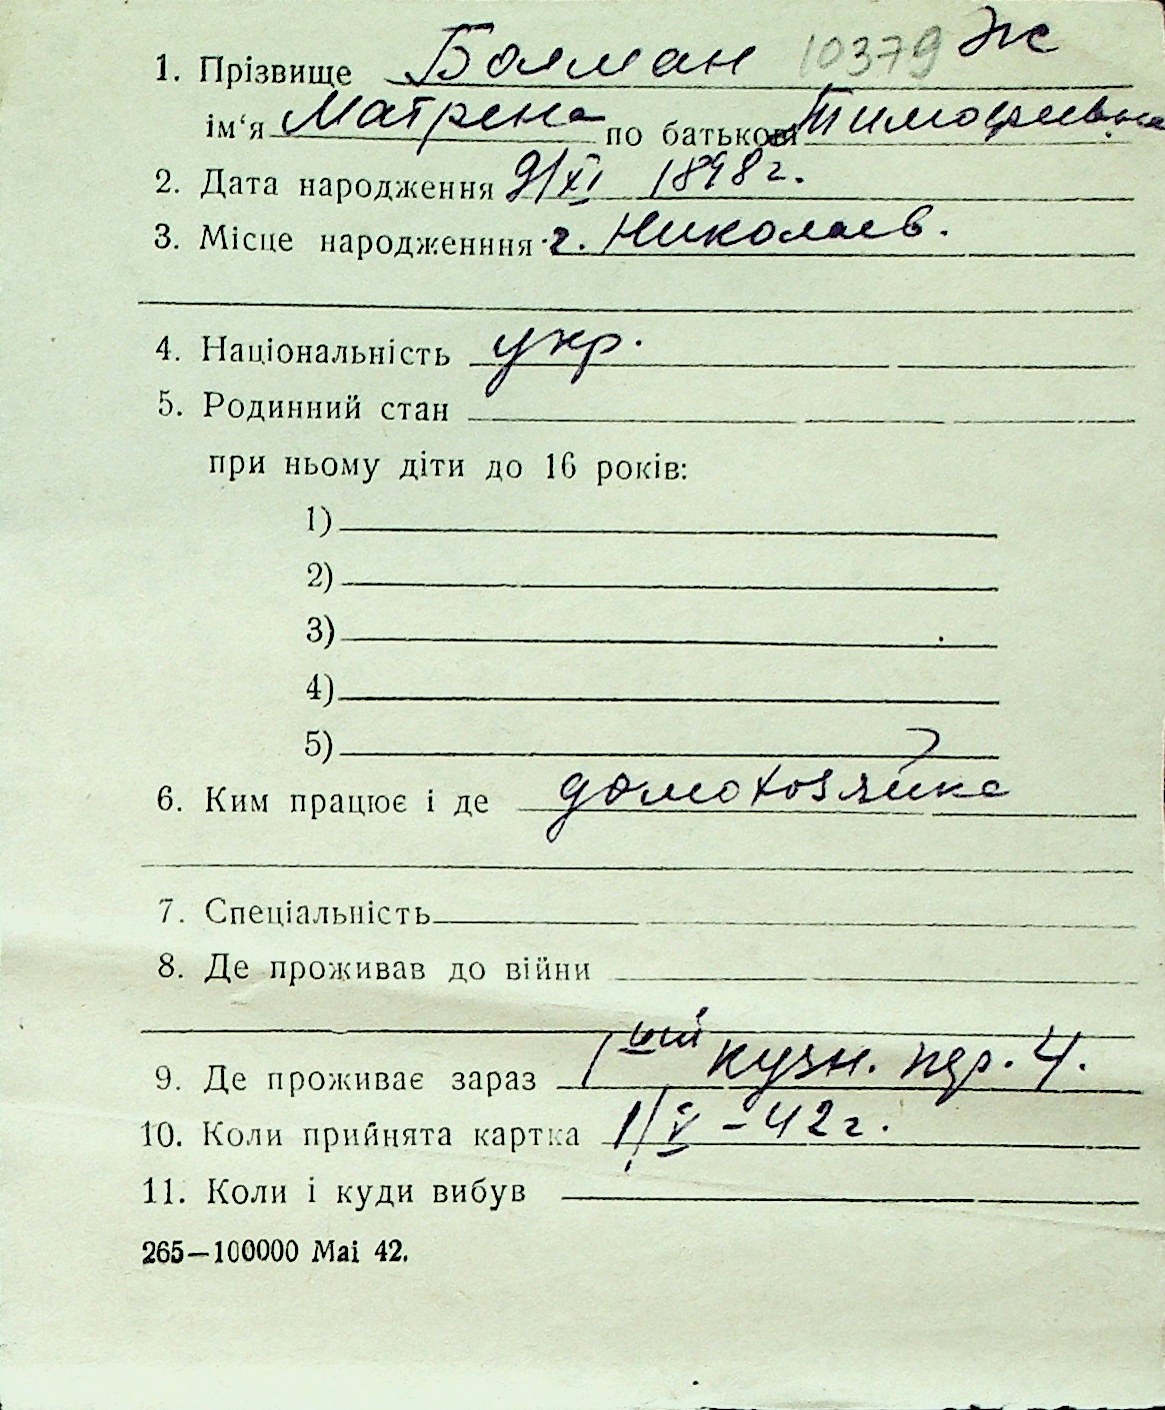 1. Прізвище Болман 10379 Ж
ім‘я Матрена по батькові Тимофеевна
2. Дата народження 9/XI 1898 г.
3. Місце народженння г. Николаев.
4. Національність укр.
5. Родинний стан
при ньому діти до 16 років:
1)
2)
3)
4)
5)
6. Ким працює і де домохозяйка
7. Спеціальність
8. Де проживав до війни
9. Де проживає зараз 1ый кузн. пер. 4.
10. Коли прийнята картка 1/V – 42 г.
11. Коли і куди вибув
265—100000 Маі 42.